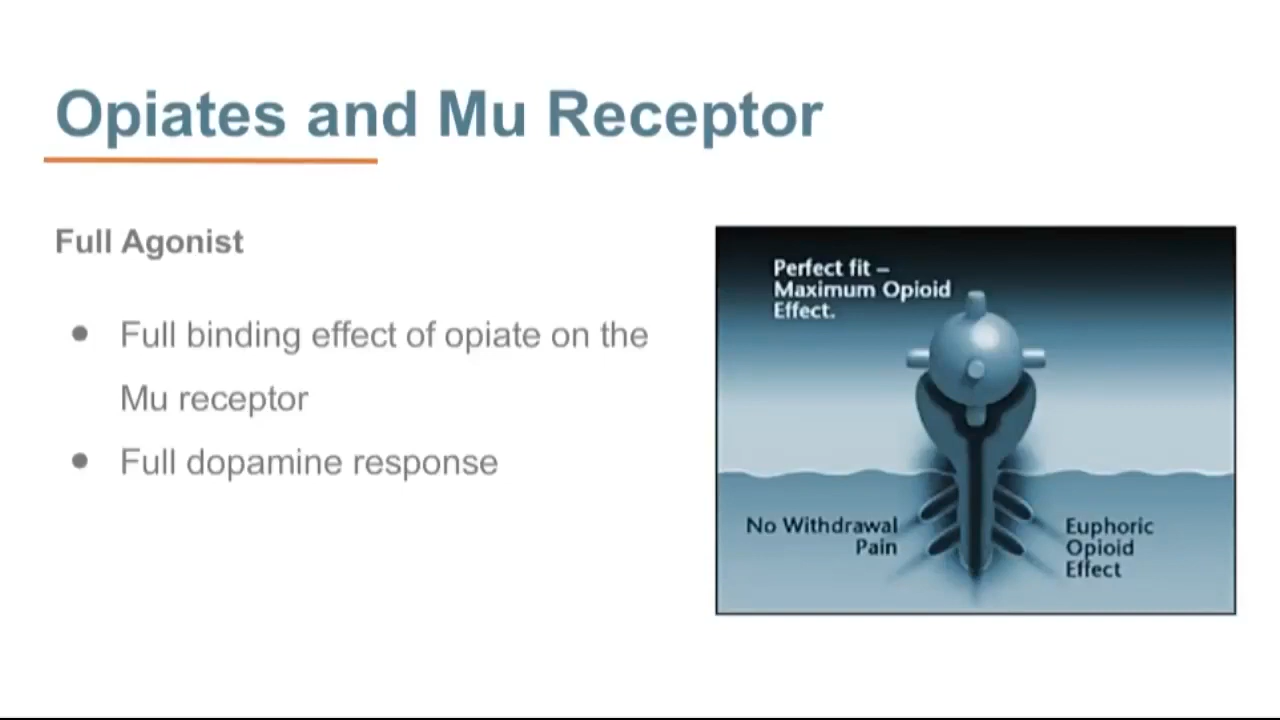 Opiates and Mu Receptor
Full Agonist
● Full binding effect of opiate on the
Mu receptor
● Full dopamine response
Perfect fit –
Maximum Opioid
Effect.
No Withdrawal
Pain
Euphoric
Opioid
Effect